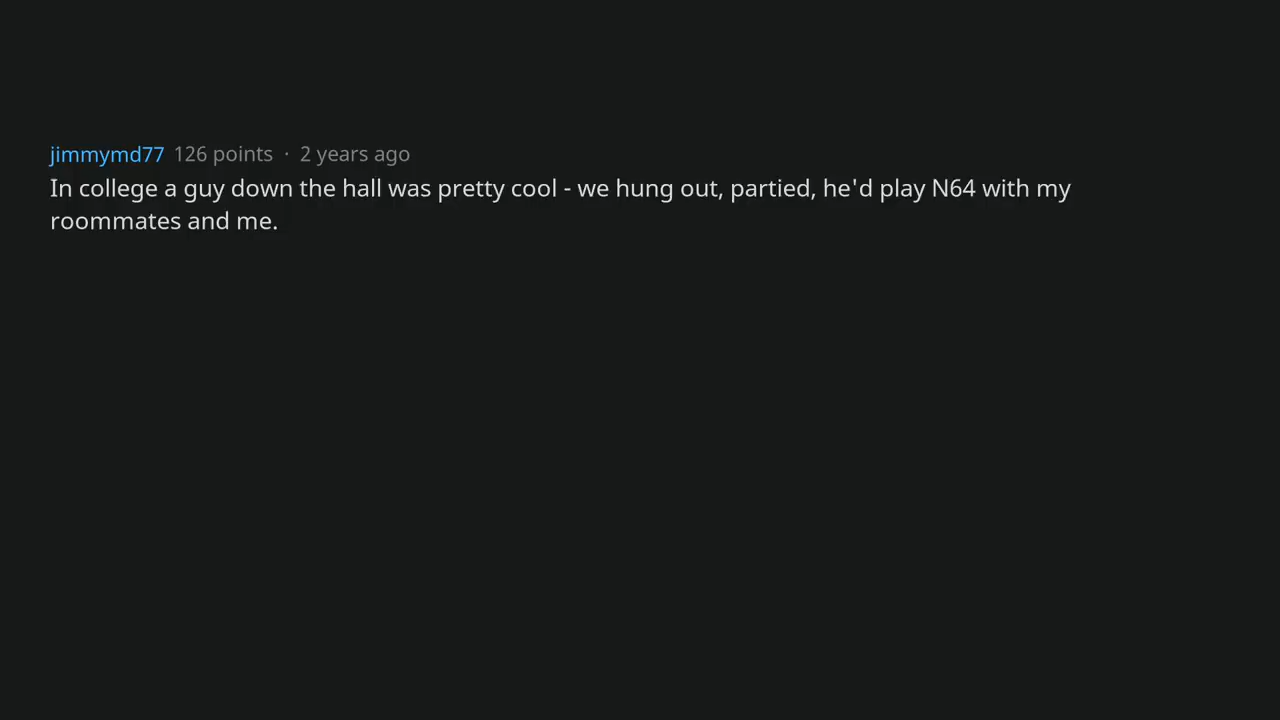 jimmymd77 126 points · 2 years ago
In college a guy down the hall was pretty cool - we hung out, partied, he'd play N64 with my
roommates and me.